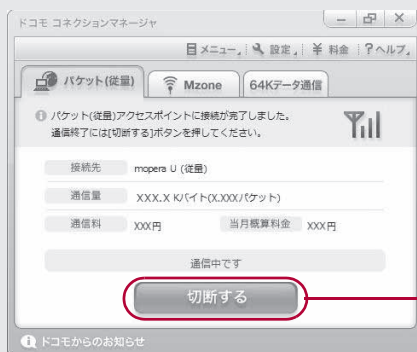 ドコモ コネクションマネージャ
メニュー 設定 ¥ 料金 ?ヘルプ
パケット(従量) Mzone 64Kデータ通信
パケット(従量)アクセスポイントに接続が完了しました。
通信終了には[切断する]ボタンを押してください。
接続先 mopera U (従量)
通信量 XXX.X Kバイト(X,XXXパケット)
通信料 XXX円 当月概算料金 XXX円
通信中です
切断する
ドコモからのお知らせ